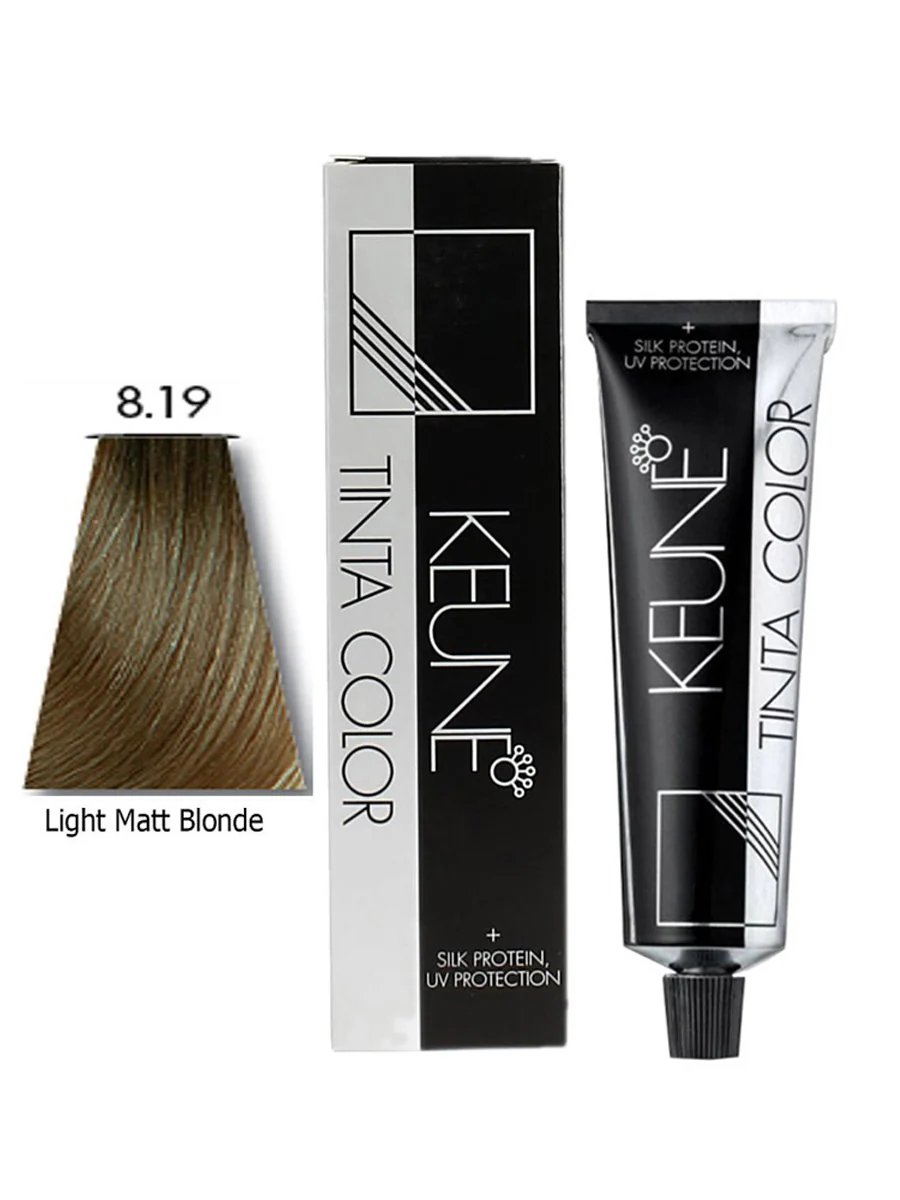 8.19
Light Matt Blonde
TINTA COLOR
KEUNE
+
SILK PROTEIN,
UV PROTECTION
+
SILK PROTEIN,
UV PROTECTION
KEUNE
TINTA COLOR